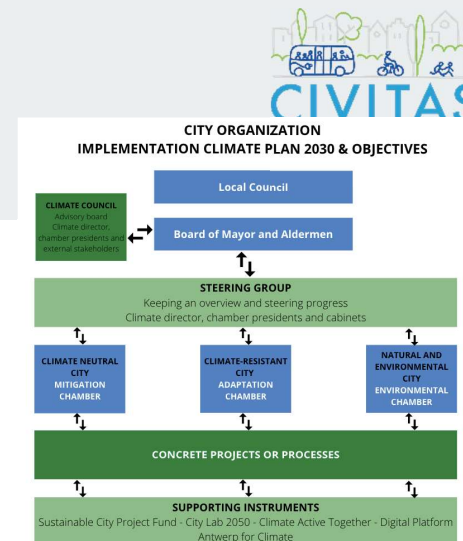 CIVITAS
CITY ORGANIZATION
IMPLEMENTATION CLIMATE PLAN 2030 & OBJECTIVES
Local Council
CLIMATE COUNCIL
Advisory board
Climate director,
chamber presidents and
external stakeholders
Board of Mayor and Aldermen
STEERING GROUP
Keeping an overview and steering progress
Climate director, chamber presidents and cabinets
CLIMATE NEUTRAL
CITY
MITIGATION
CHAMBER
CLIMATE-RESISTANT
CITY
ADAPTATION
CHAMBER
NATURAL AND
ENVIRONMENTAL
CITY
ENVIRONMENTAL
CHAMBER
CONCRETE PROJECTS OR PROCESSES
SUPPORTING INSTRUMENTS
Sustainable City Project Fund - City Lab 2050 - Climate Active Together - Digital Platform
Antwerp for Climate